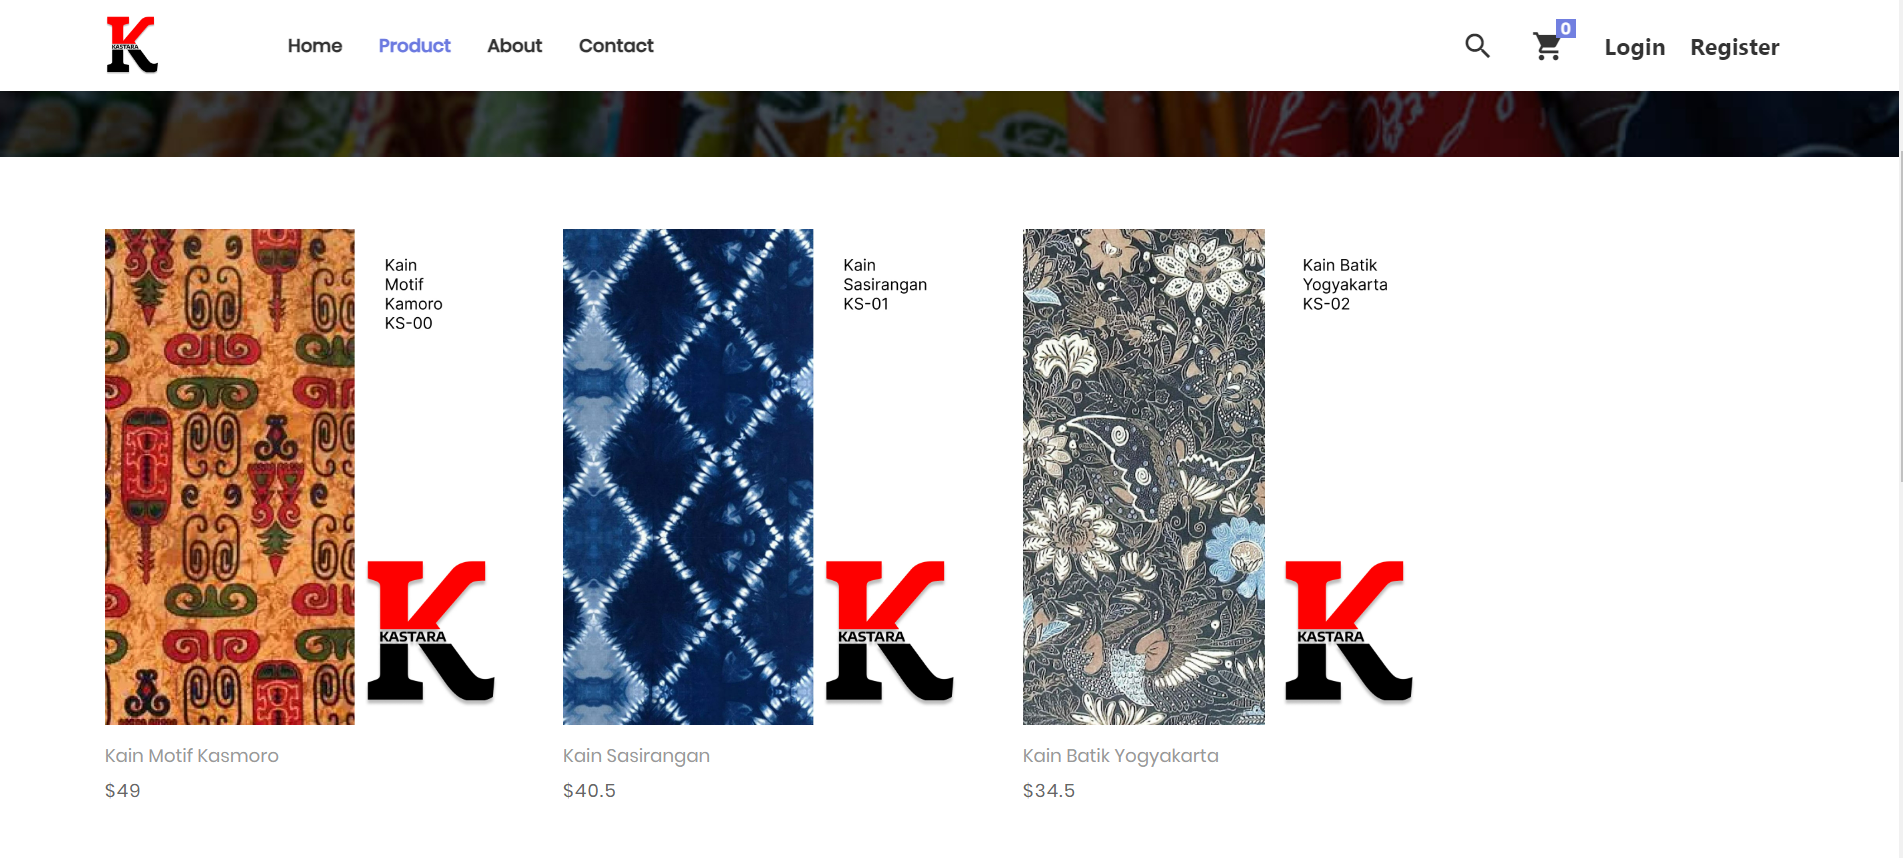 KASTARA
Home Product About Contact
0
Login Register
Kain
Motif
Kamoro
KS-00
Kain
Sasirangan
KS-01
Kain Batik
Yogyakarta
KS-02
KASTARA
KASTARA
KASTARA
Kain Motif Kasmoro
$49
Kain Sasirangan
$40.5
Kain Batik Yogyakarta
$34.5